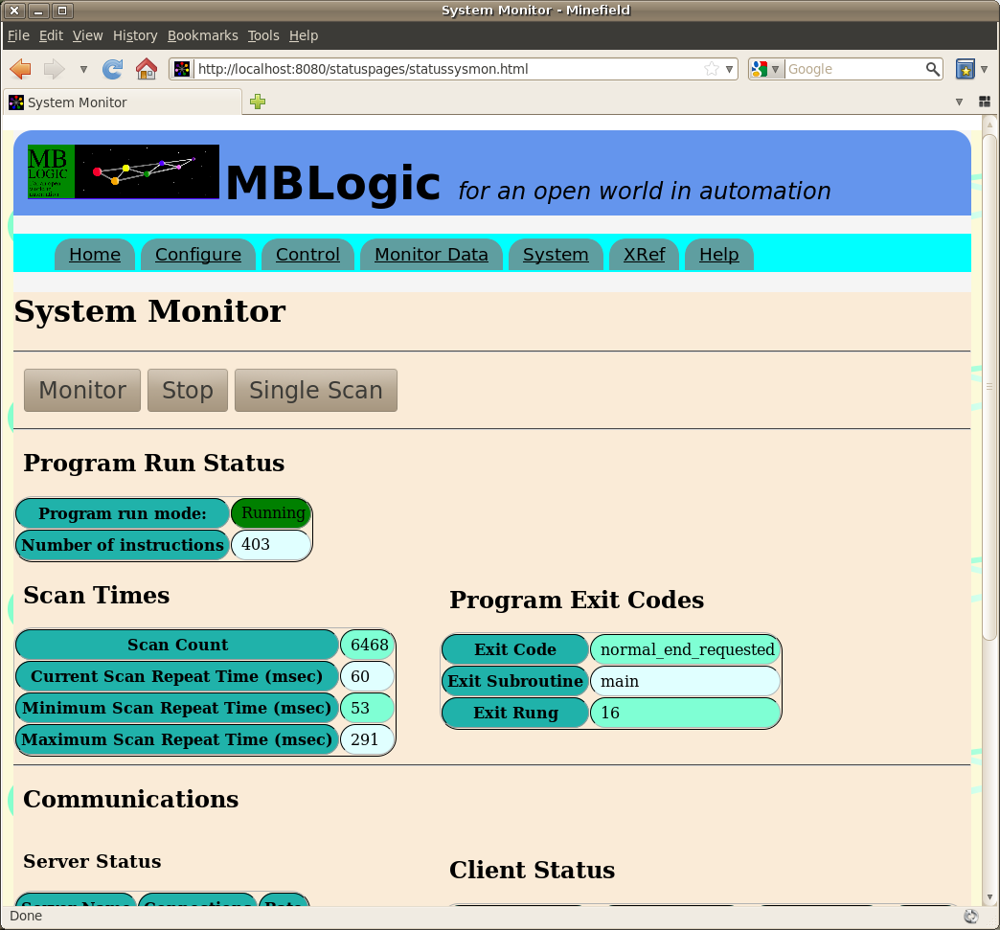 System Monitor - Minefield
File Edit View History Bookmarks Tools Help
http://localhost:8080/statuspages/statussysmon.html
Google
System Monitor
MB
LOGIC
MBLogic for an open world in automation
Home Configure Control Monitor Data System XRef Help
System Monitor
Monitor Stop Single Scan
Program Run Status
Program run mode: Running
Number of instructions 403
Scan Times
Scan Count 6468
Current Scan Repeat Time (msec) 60
Minimum Scan Repeat Time (msec) 53
Maximum Scan Repeat Time (msec) 291
Program Exit Codes
Exit Code normal_end_requested
Exit Subroutine main
Exit Rung 16
Communications
Server Status
Server Name Connections Rate
Client Status
Done